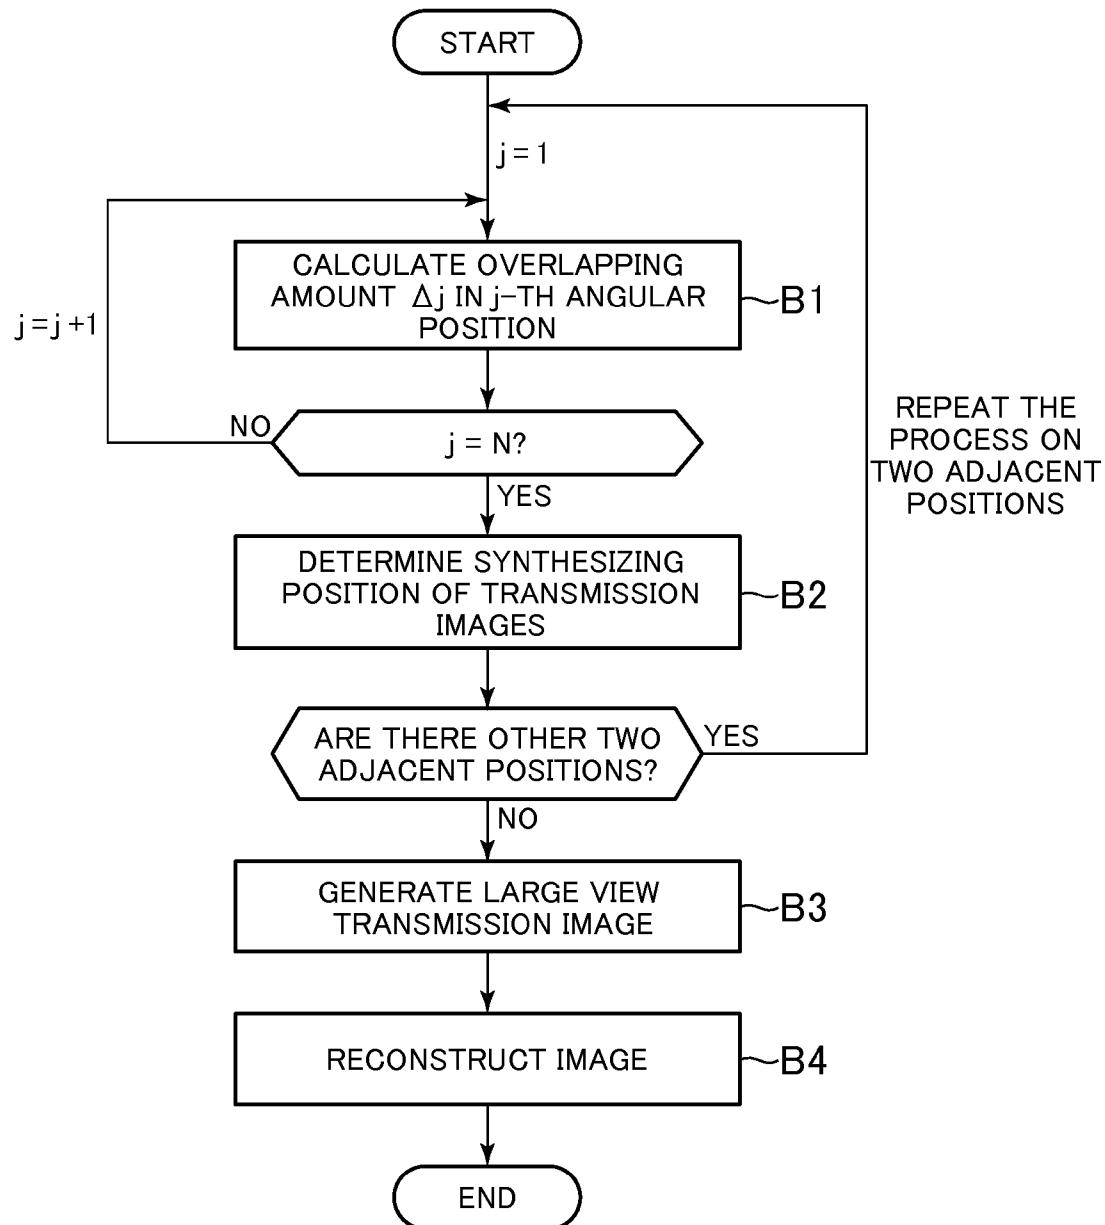 START
j = 1
CALCULATE OVERLAPPING
AMOUNT Δj IN j-TH ANGULAR
POSITION
B1
j=j+1
NO
j = N?
YES
REPEAT THE
PROCESS ON
TWO ADJACENT
POSITIONS
DETERMINE SYNTHESIZING
POSITION OF TRANSMISSION
IMAGES
B2
ARE THERE OTHER TWO
ADJACENT POSITIONS?
YES
NO
GENERATE LARGE VIEW
TRANSMISSION IMAGE
B3
RECONSTRUCT IMAGE
B4
END